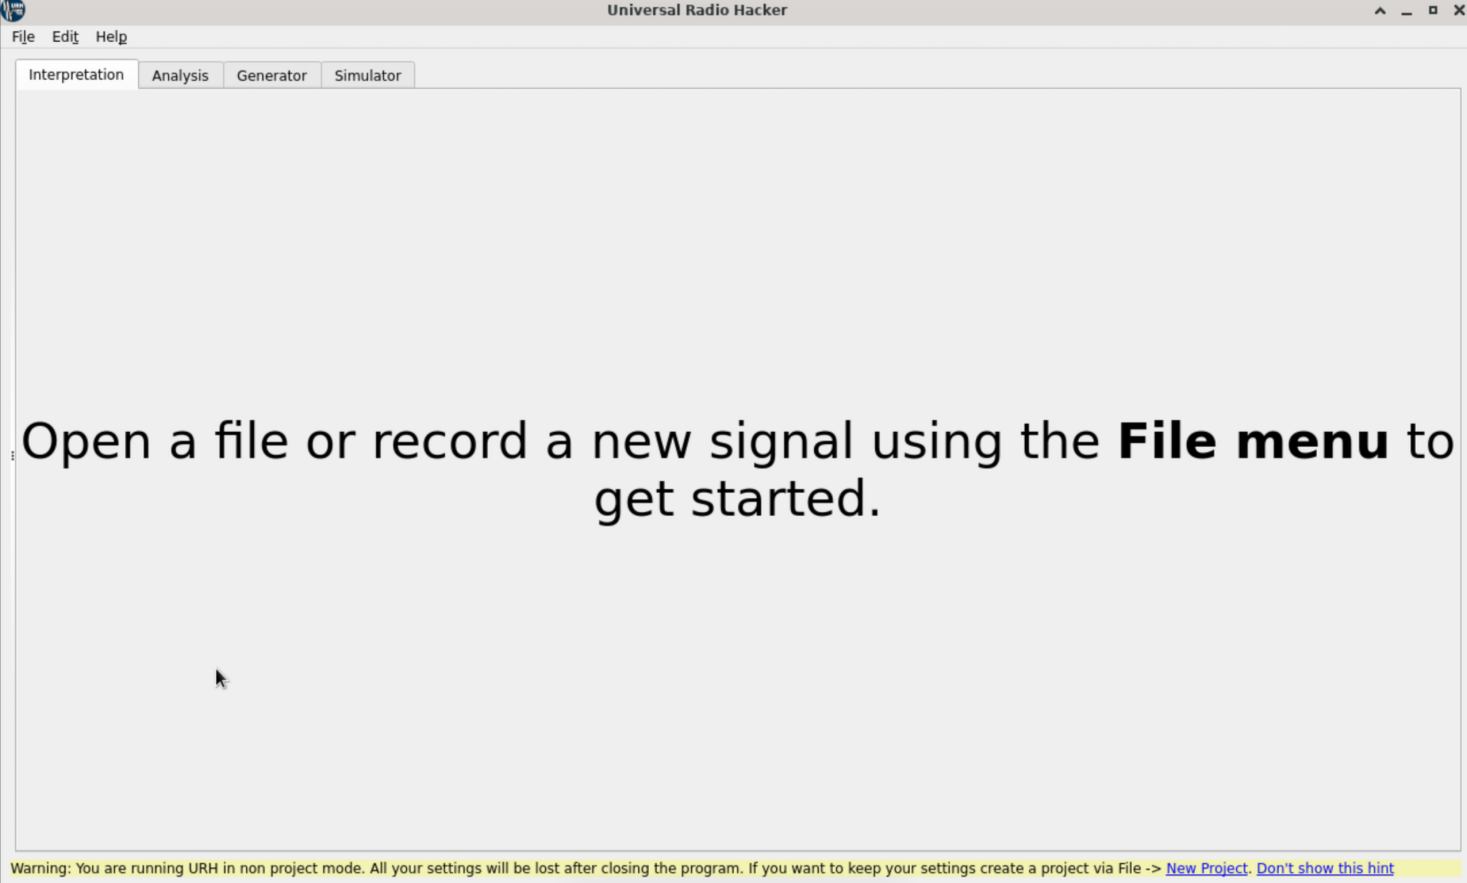 Universal Radio Hacker
File Edit Help
Interpretation Analysis Generator Simulator
Open a file or record a new signal using the File menu to
get started.
Warning: You are running URH in non project mode. All your settings will be lost after closing the program. If you want to keep your settings create a project via File -> New Project. Don't show this hint